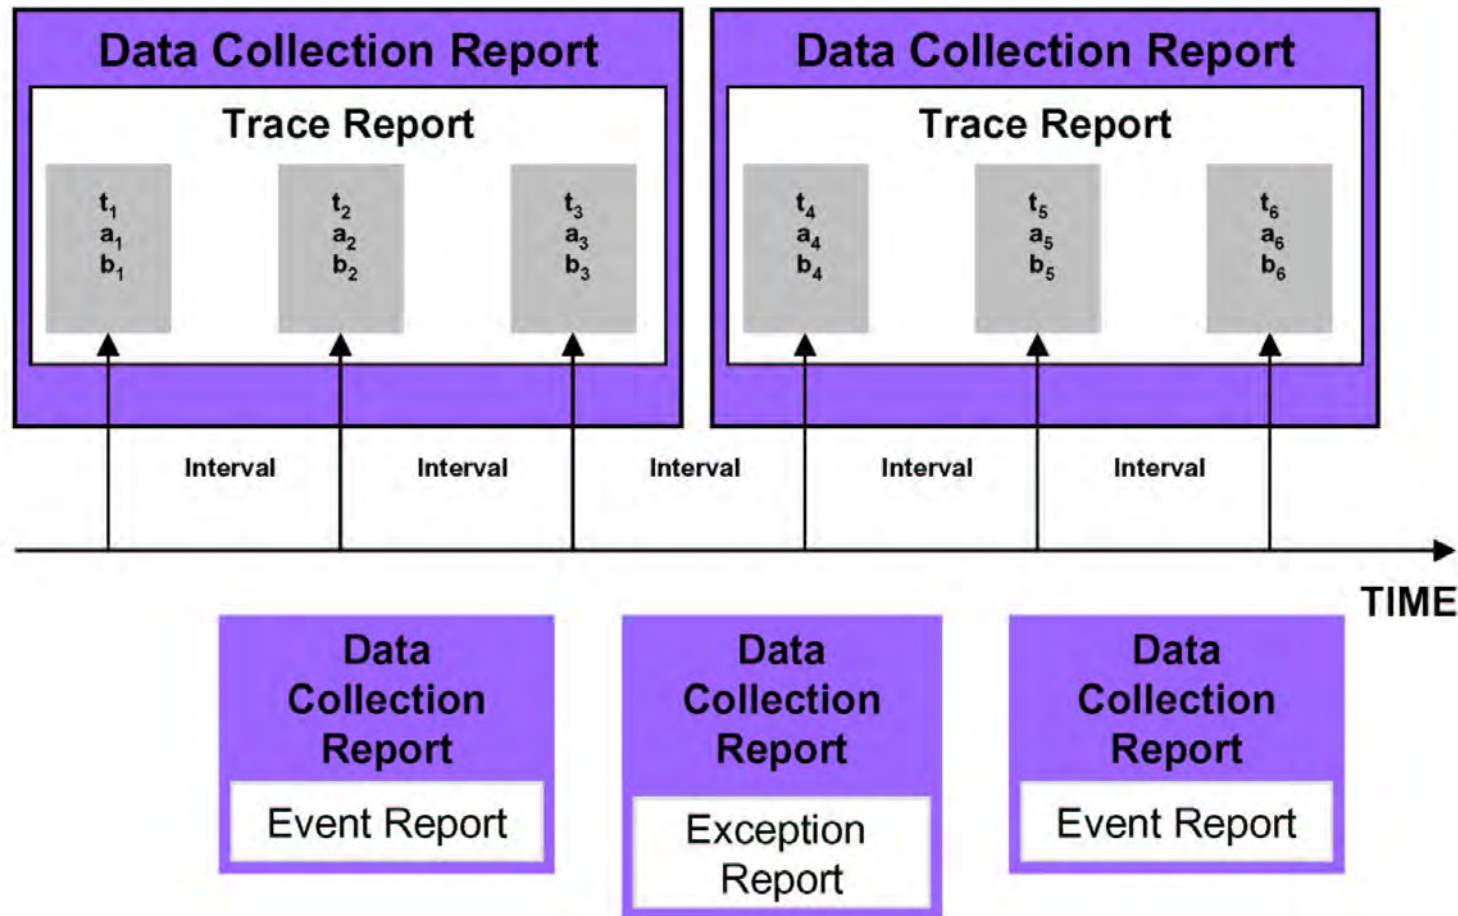 Data Collection Report
Trace Report
t₁
a₁
b₁
t₂
a₂
b₂
t₃
a₃
b₃
Data Collection Report
Trace Report
t₄
a₄
b₄
t₅
a₅
b₅
t₆
a₆
b₆
Interval
Interval
Interval
Interval
Interval
TIME
Data
Collection
Report
Event Report
Data
Collection
Report
Exception
Report
Data
Collection
Report
Event Report